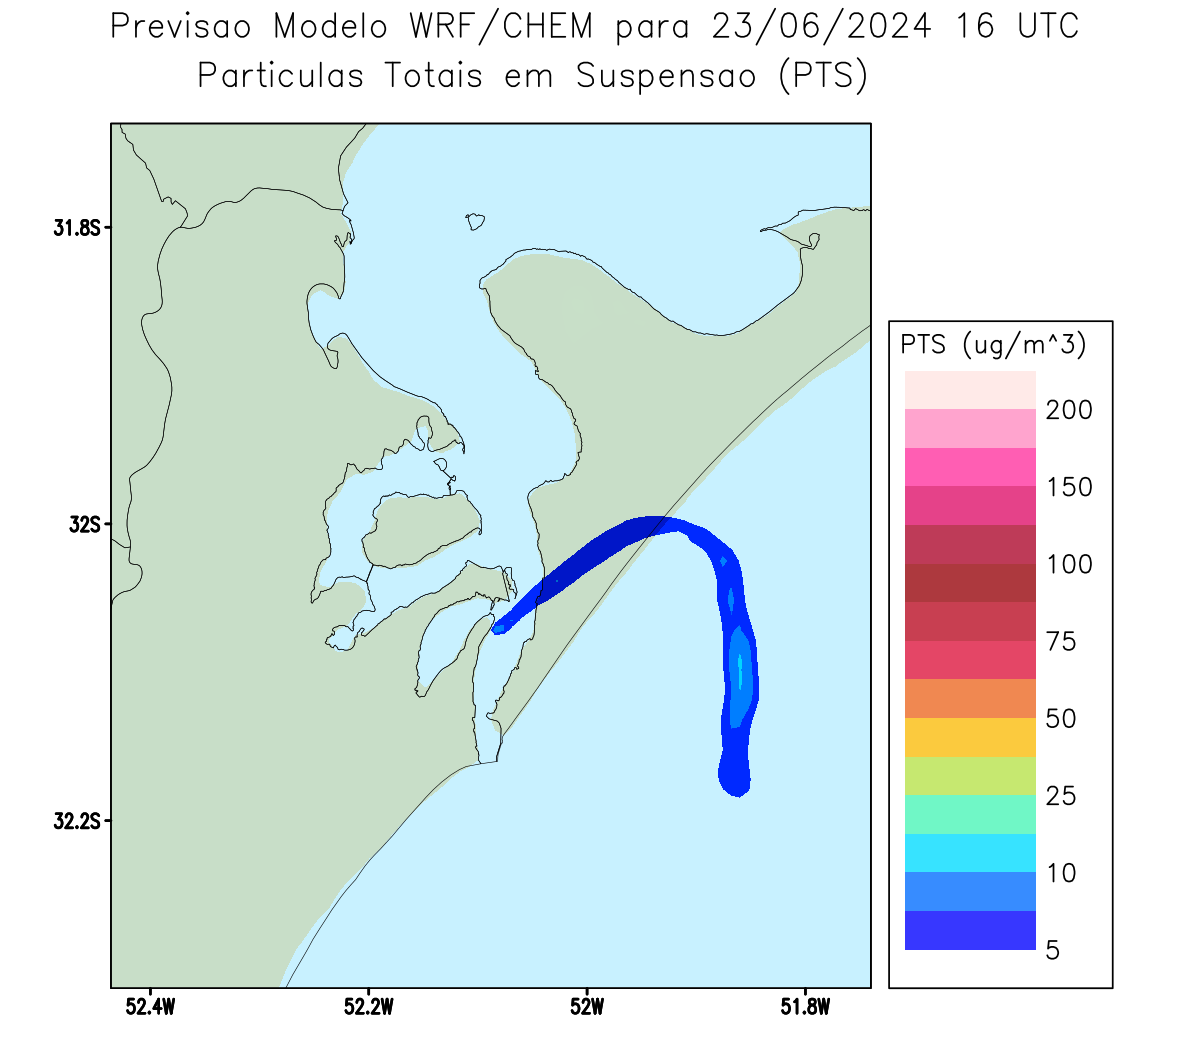 Previsao Modelo WRF/CHEM para 23/06/2024 16 UTC
Particulas Totais em Suspensao (PTS)
31.8S
32S
32.2S
52.4W
52.2W
52W
51.8W
PTS (ug/m^3)
200
150
100
75
50
25
10
5